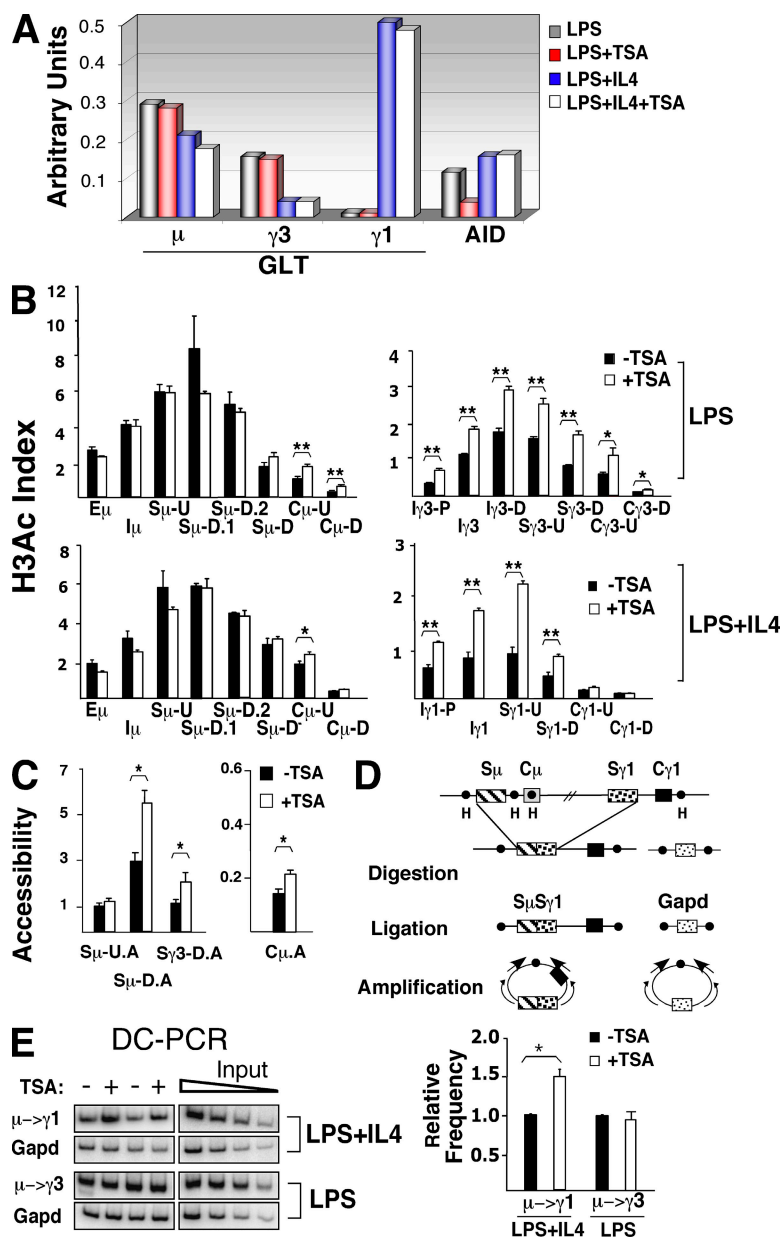 A
Arbitrary Units
0.5
0.4
0.3
0.2
0.1
LPS
LPS+TSA
LPS+IL4
LPS+IL4+TSA
μ
γ3
γ1
AID
GLT
B
H3Ac Index
12
10
8
6
4
2
** **
Eμ
Iμ
Sμ-U
Sμ-D.1
Sμ-D.2
Sμ-D
Cμ-U
Cμ-D
4
3
2
1
** ** ** ** ** * *
-TSA
+TSA
LPS
Iγ3-P
Iγ3
Iγ3-D
Sγ3-U
Sγ3-D
Cγ3-U
Cγ3-D
8
6
4
2
*
Eμ
Iμ
Sμ-U
Sμ-D.1
Sμ-D.2
Sμ-D
Cμ-U
Cμ-D
3
2
1
** ** ** **
-TSA
+TSA
LPS+IL4
Iγ1-P
Iγ1
Sγ1-U
Sγ1-D
Cγ1-U
Cγ1-D
C
Accessibility
7
5
3
1
* *
Sμ-U.A
Sμ-D.A
Sγ3-D.A
0.6
0.4
0.2
-TSA
+TSA
*
Cμ.A
D
Sμ Cμ Sγ1 Cγ1
H H H H
Digestion
SμSγ1 Gapd
Ligation
Amplification
E
DC-PCR
Input
TSA: - + - +
μ->γ1
Gapd
LPS+IL4
μ->γ3
Gapd
LPS
Relative Frequency
2.0
1.5
1.0
0.5
-TSA
+TSA
*
μ->γ1 μ->γ3
LPS+IL4 LPS